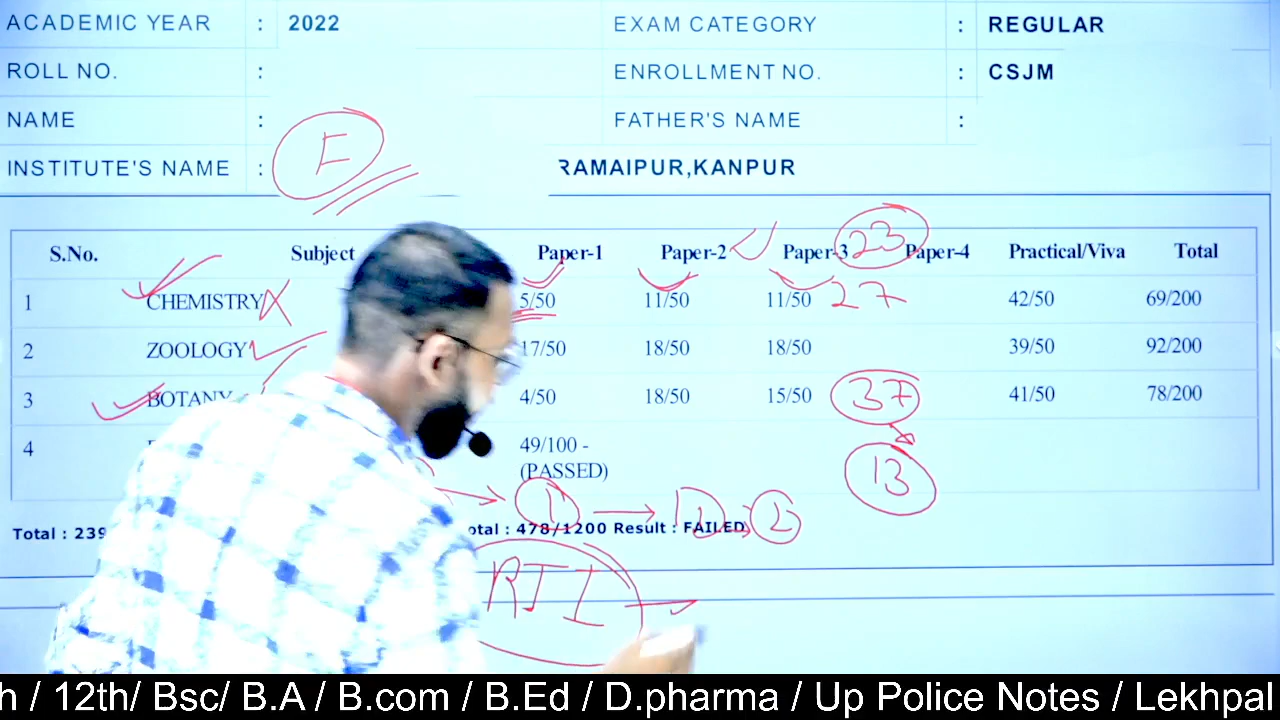 ACADEMIC YEAR : 2022 EXAM CATEGORY : REGULAR
ROLL NO. : ENROLLMENT NO. : CSJM
NAME : FATHER'S NAME :
INSTITUTE'S NAME : RAMAIPUR,KANPUR
F
S.No. Subject Paper-1 Paper-2 Paper-3 23 Paper-4 Practical/Viva Total
1 CHEMISTRY 5/50 11/50 11/50 27 42/50 69/200
2 ZOOLOGY 17/50 18/50 18/50 39/50 92/200
3 BOTANY 4/50 18/50 15/50 37 41/50 78/200
4 49/100 -
(PASSED)
13
1 2
Total : 239 otal : 478/1200 Result : FAILED
RTI
h / 12th/ Bsc/ B.A / B.com / B.Ed / D.pharma / Up Police Notes / Lekhpal